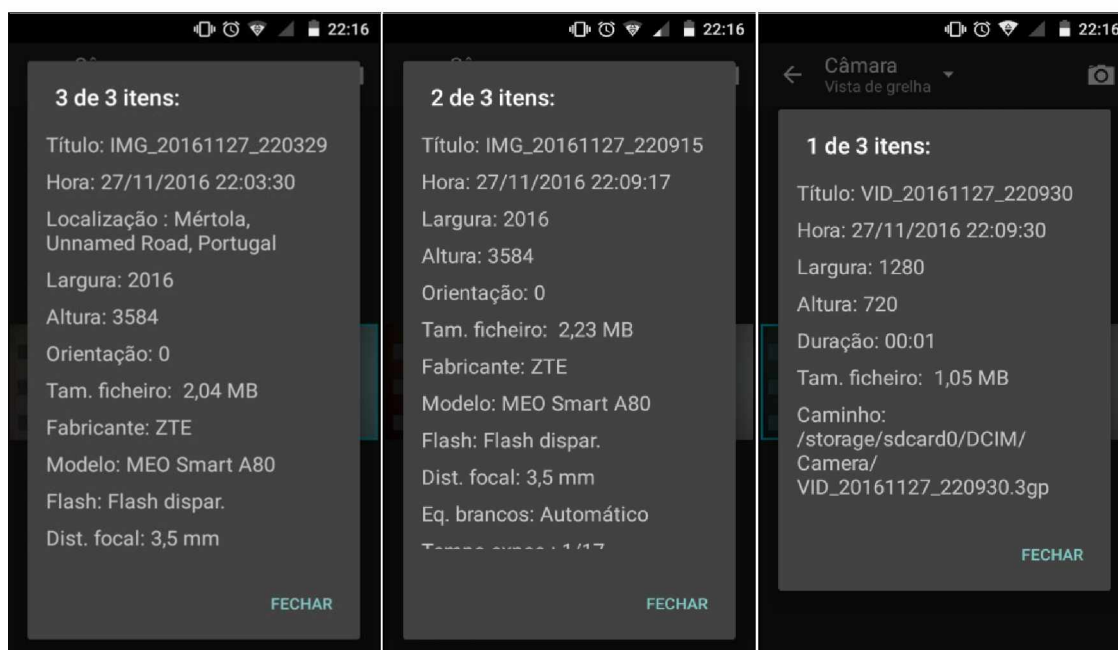 22:16
3 de 3 itens:
Título: IMG_20161127_220329
Hora: 27/11/2016 22:03:30
Localização : Mértola,
Unnamed Road, Portugal
Largura: 2016
Altura: 3584
Orientação: 0
Tam. ficheiro: 2,04 MB
Fabricante: ZTE
Modelo: MEO Smart A80
Flash: Flash dispar.
Dist. focal: 3,5 mm
FECHAR
22:16
2 de 3 itens:
Título: IMG_20161127_220915
Hora: 27/11/2016 22:09:17
Largura: 2016
Altura: 3584
Orientação: 0
Tam. ficheiro: 2,23 MB
Fabricante: ZTE
Modelo: MEO Smart A80
Flash: Flash dispar.
Dist. focal: 3,5 mm
Eq. brancos: Automático
FECHAR
22:16
Câmara
Vista de grelha
1 de 3 itens:
Título: VID_20161127_220930
Hora: 27/11/2016 22:09:30
Largura: 1280
Altura: 720
Duração: 00:01
Tam. ficheiro: 1,05 MB
Caminho:
/storage/sdcard0/DCIM/
Camera/
VID_20161127_220930.3gp
FECHAR